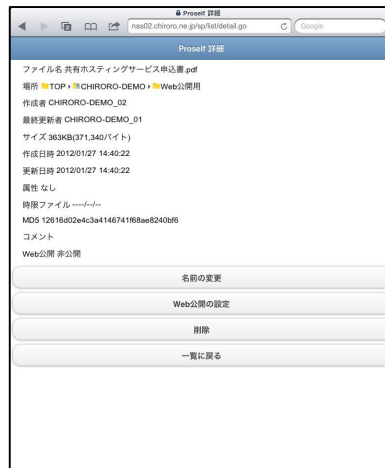 Proself 詳細
nas02.chiroro.ne.jp/sp/list/detail.go
Google
Proself 詳細
ファイル名 共有ホスティングサービス申込書.pdf
場所 TOP CHIRORO-DEMO Web公開用
作成者 CHIRORO-DEMO_02
最終更新者 CHIRORO-DEMO_01
サイズ 363KB(371,340バイト)
作成日時 2012/01/27 14:40:22
更新日時 2012/01/27 14:40:22
属性 なし
時限ファイル ----/--/--
MD5 12616d02e4c3a4146741f68ae8240bf6
コメント
Web公開 非公開
名前の変更
Web公開の設定
削除
一覧に戻る